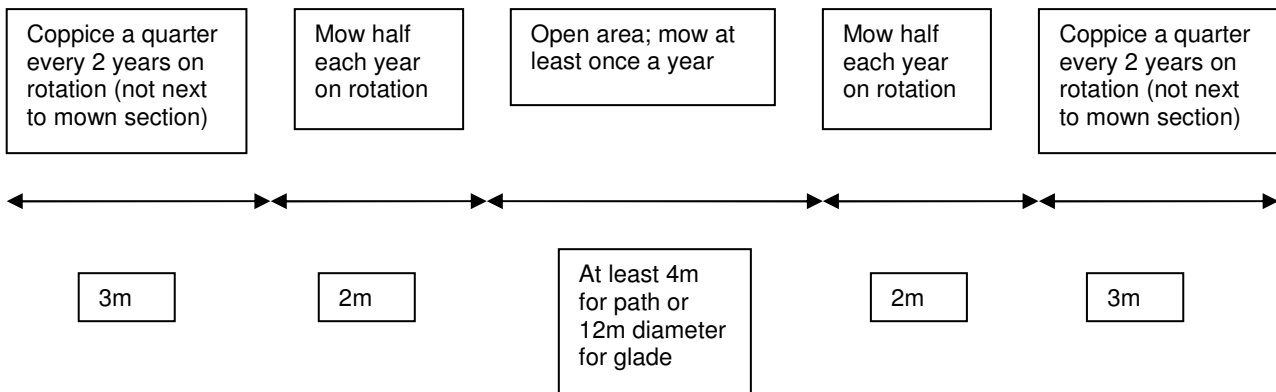 Coppice a quarter
every 2 years on
rotation (not next
to mown section)
Mow half
each year
on rotation
Open area; mow at
least once a year
Mow half
each year
on rotation
Coppice a quarter
every 2 years on
rotation (not next
to mown section)
3m
2m
At least 4m
for path or
12m diameter
for glade
2m
3m